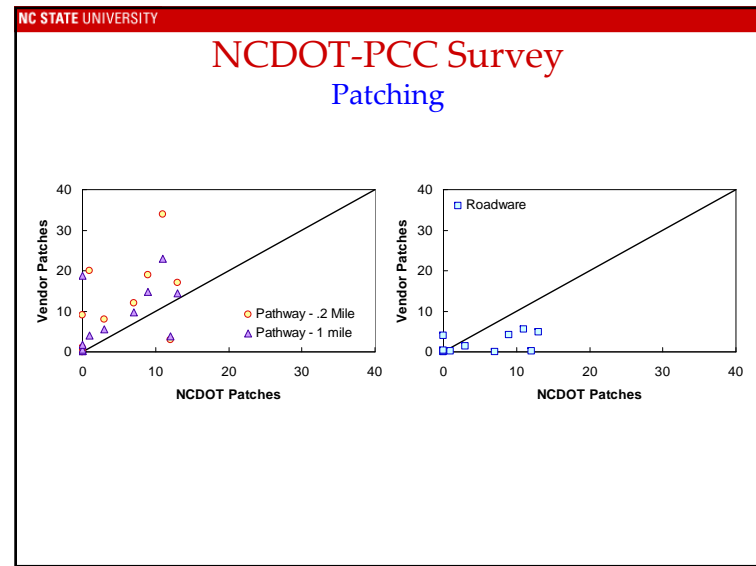 NC STATE UNIVERSITY
NCDOT-PCC Survey
Patching
40
30
20
10
0
Vendor Patches
Pathway - .2 Mile
Pathway - 1 mile
0 10 20 30 40
NCDOT Patches
40
30
20
10
0
Vendor Patches
Roadware
0 10 20 30 40
NCDOT Patches